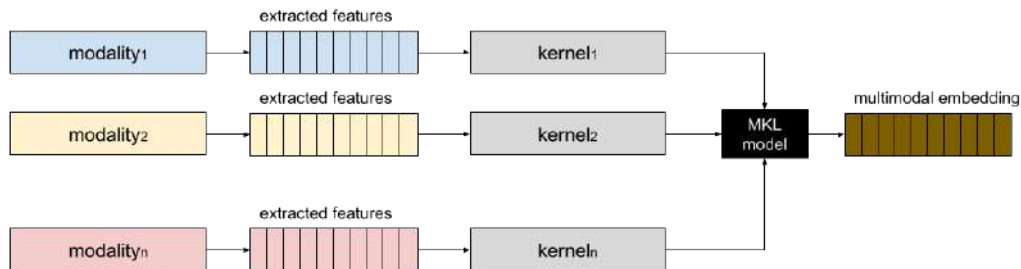 extracted features
modality₁
kernel₁
extracted features
multimodal embedding
modality₂
kernel₂
MKL
model
extracted features
modalityₙ
kernelₙ